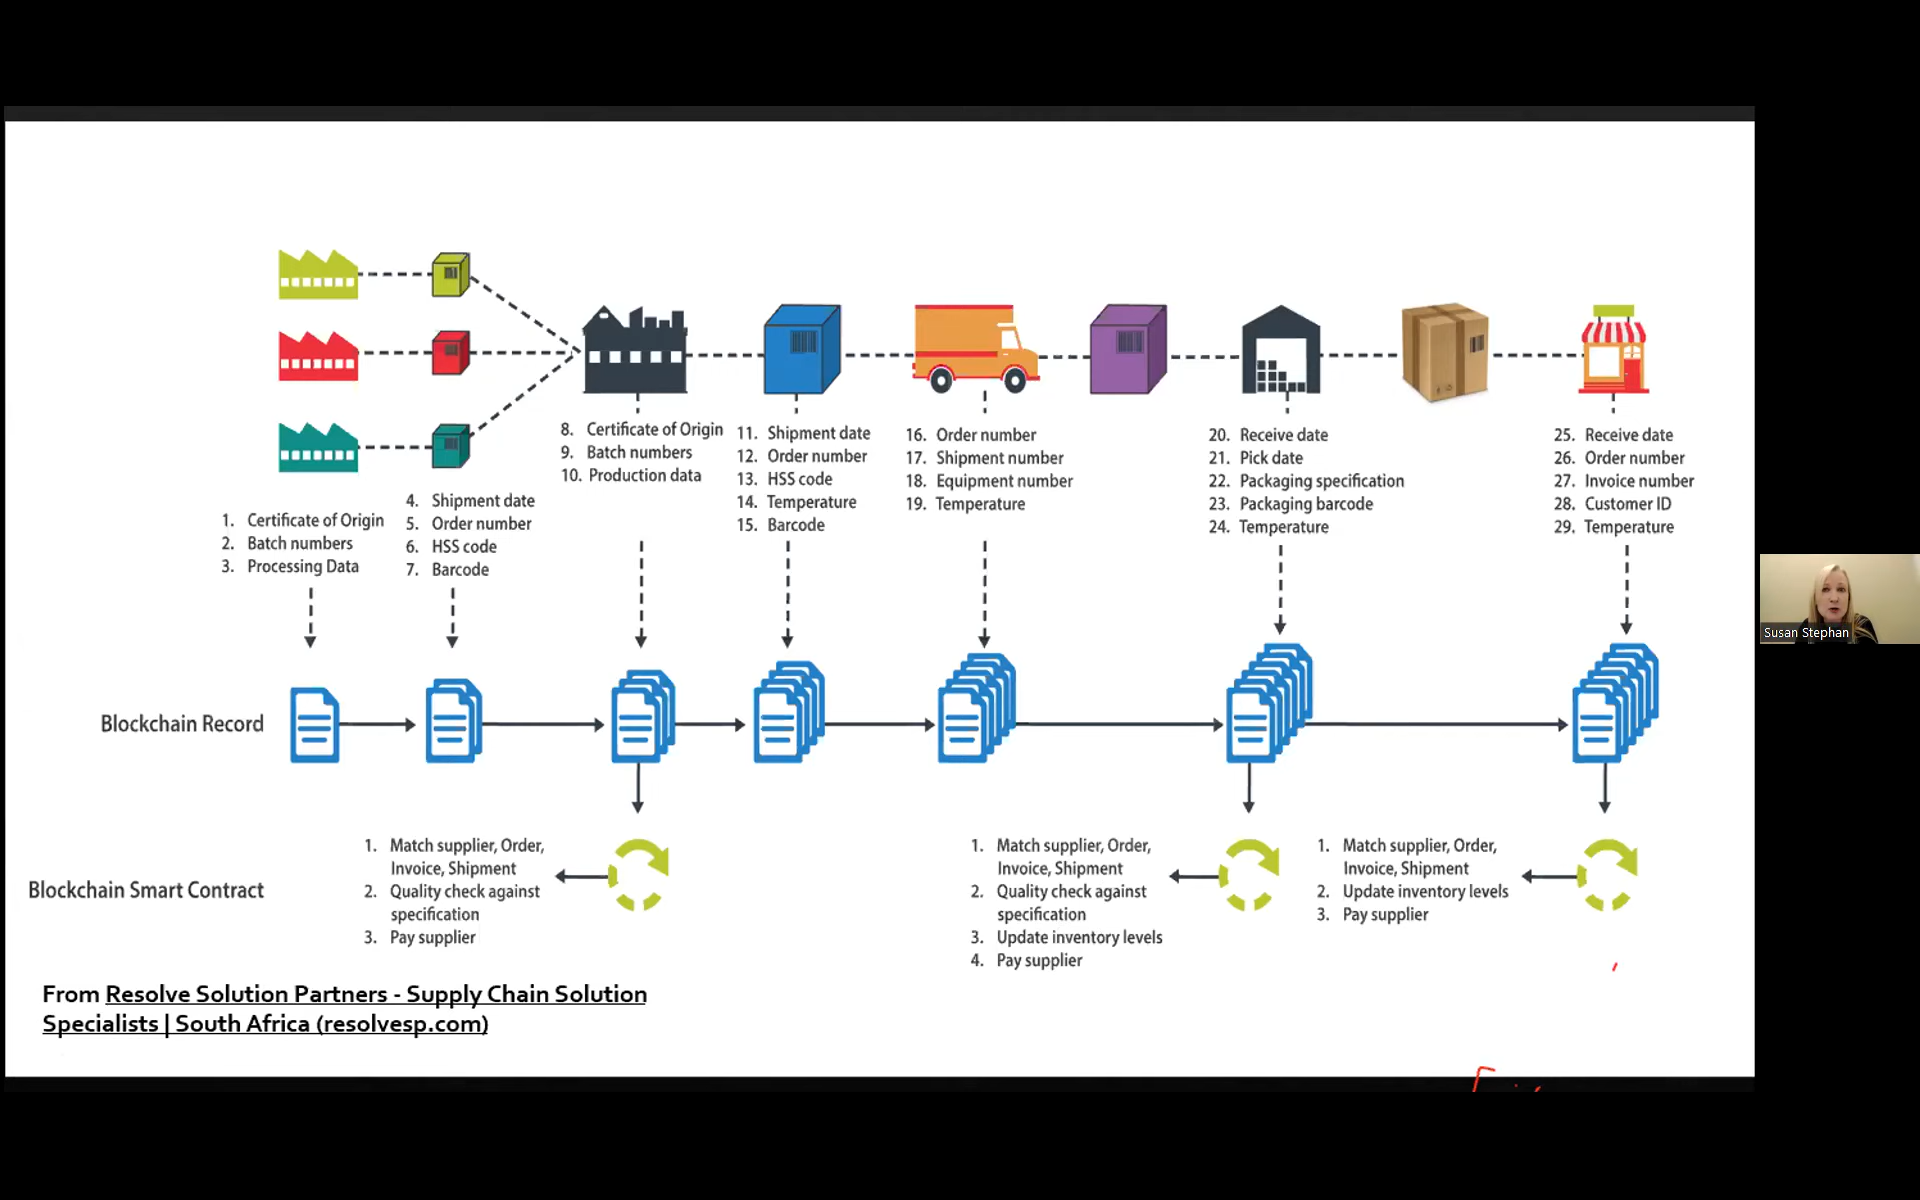 1. Certificate of Origin
2. Batch numbers
3. Processing Data
4. Shipment date
5. Order number
6. HSS code
7. Barcode
8. Certificate of Origin
9. Batch numbers
10. Production data
11. Shipment date
12. Order number
13. HSS code
14. Temperature
15. Barcode
16. Order number
17. Shipment number
18. Equipment number
19. Temperature
20. Receive date
21. Pick date
22. Packaging specification
23. Packaging barcode
24. Temperature
25. Receive date
26. Order number
27. Invoice number
28. Customer ID
29. Temperature
Susan Stephan
Blockchain Record
Blockchain Smart Contract
1. Match supplier, Order,
Invoice, Shipment
2. Quality check against
specification
3. Pay supplier
1. Match supplier, Order,
Invoice, Shipment
2. Quality check against
specification
3. Update inventory levels
4. Pay supplier
1. Match supplier, Order,
Invoice, Shipment
2. Update inventory levels
3. Pay supplier
From Resolve Solution Partners - Supply Chain Solution
Specialists | South Africa (resolvesp.com)